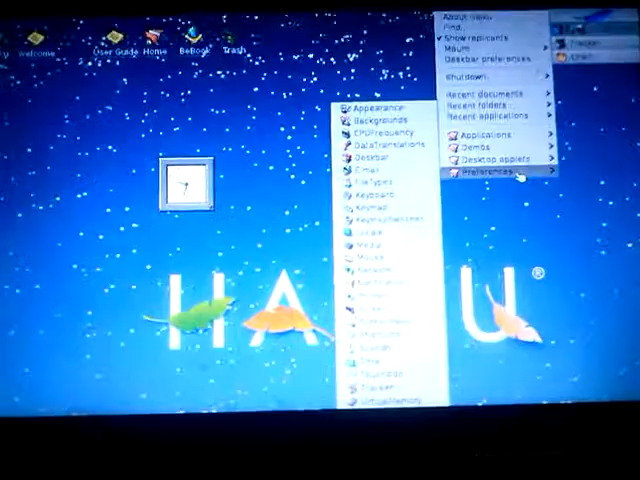 welcome
User Guide
Home
BeBook
Trash
About Haiku
Find...
Show replicants
Mount
Deskbar preferences
Shutdown
Recent documents
Recent folders
Recent applications
Applications
Demos
Desktop applets
Preferences
Tracker
Appearance
Backgrounds
CPUFrequency
DataTranslations
Deskbar
E-mail
FileTypes
Keyboard
Keymap
Locale
Media
Mouse
Network
Time
Touchpad
Tracker
VirtualMemory
HA U®